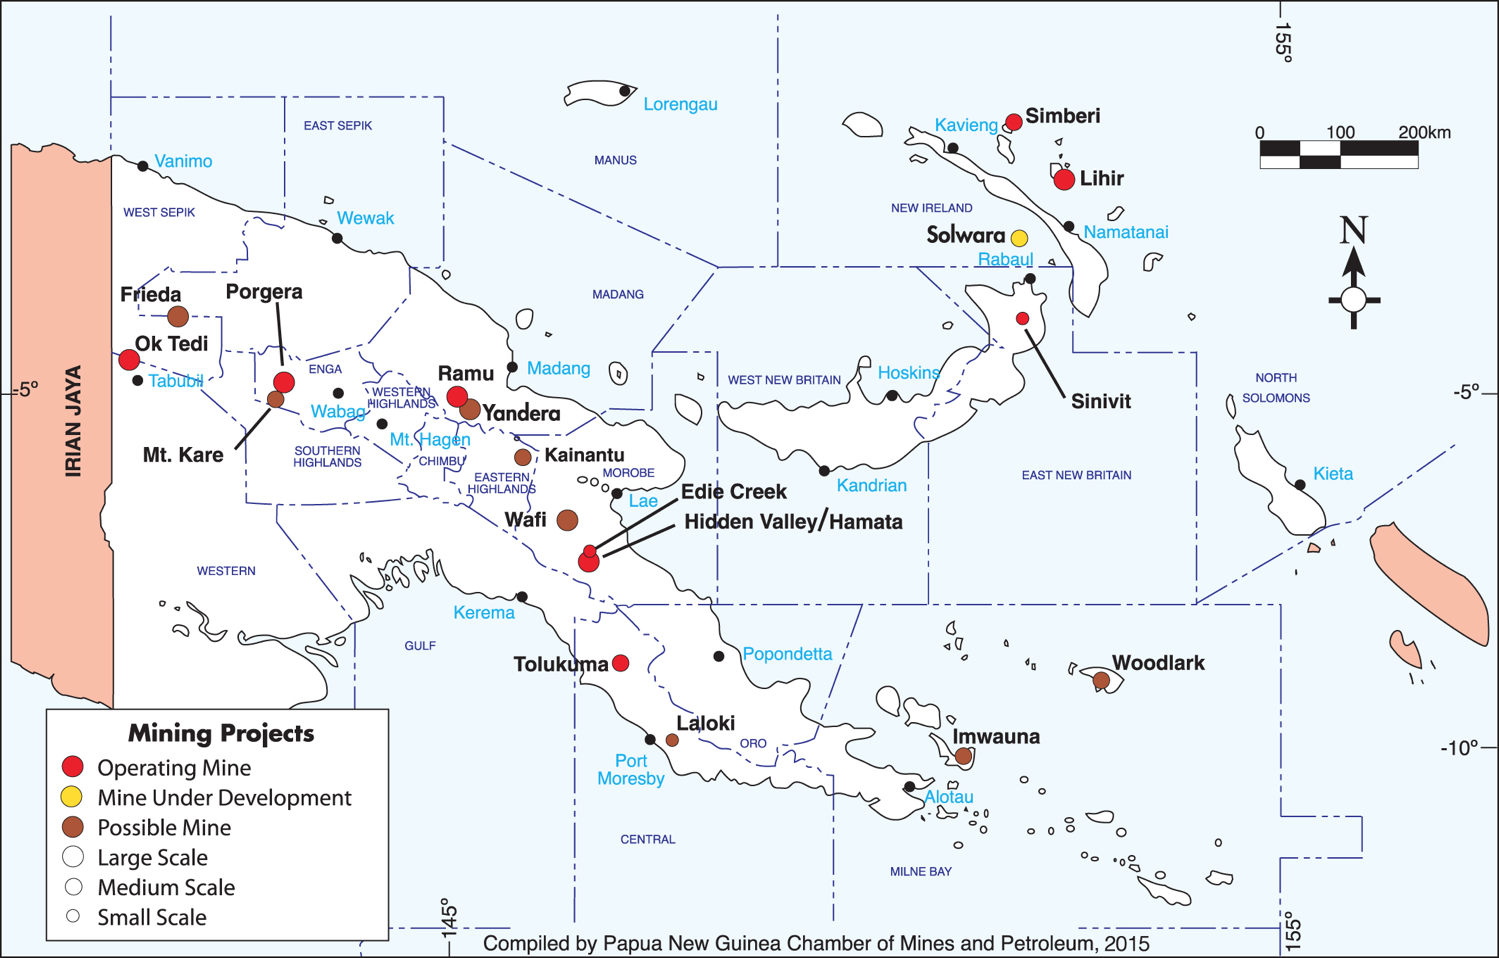 155°
Lorengau
EAST SEPIK
MANUS
Kavieng
Simberi
0 100 200km
Vanimo
Lihir
WEST SEPIK
Wewak
NEW IRELAND
N
Solwara
Namatanai
Rabaul
Frieda
Porgera
MADANG
Ok Tedi
Tabubil
ENGA
Ramu
Madang
WEST NEW BRITAIN
Hoskins
NORTH
SOLOMONS
-5°
-5°
IRIAN JAYA
Wabag
WESTERN
HIGHLANDS
Yandera
Sinivit
Mt. Kare
Mt. Hagen
SOUTHERN
HIGHLANDS
CHIMBU
Kainantu
EASTERN
HIGHLANDS
MOROBE
Kandrian
EAST NEW BRITAIN
Kieta
Lae
Edie Creek
Wafi
Hidden Valley/Hamata
WESTERN
Kerema
GULF
Tolukuma
Popondetta
Woodlark
Laloki
ORO
Imwauna
-10°
Port
Moresby
Alotau
CENTRAL
MILNE BAY
Mining Projects
Operating Mine
Mine Under Development
Possible Mine
Large Scale
Medium Scale
Small Scale
145°
155°
Compiled by Papua New Guinea Chamber of Mines and Petroleum, 2015